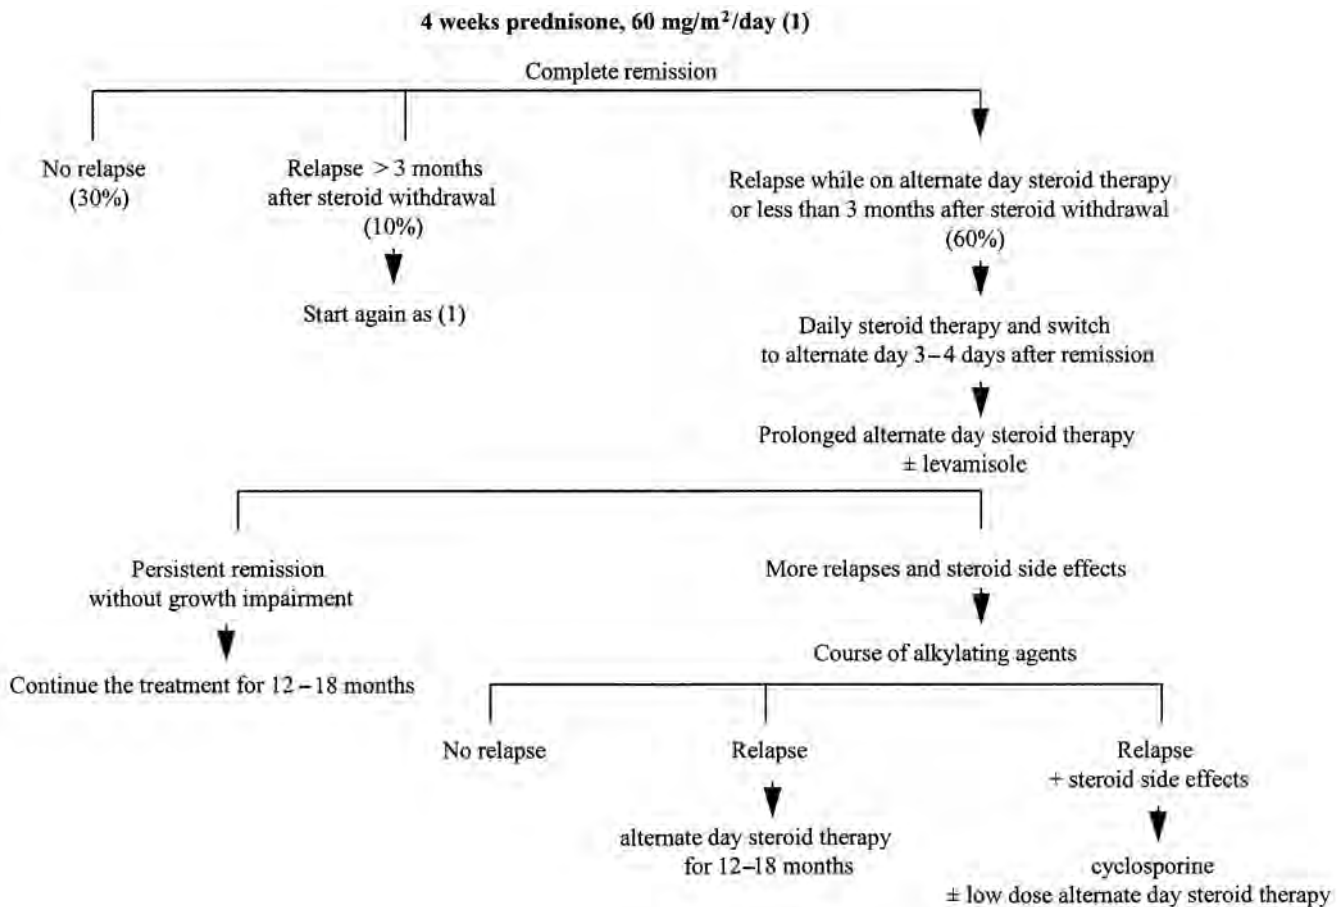 4 weeks prednisone, 60 mg/m²/day (1)
Complete remission
No relapse
(30%)
Relapse > 3 months
after steroid withdrawal
(10%)
Start again as (1)
Relapse while on alternate day steroid therapy
or less than 3 months after steroid withdrawal
(60%)
Daily steroid therapy and switch
to alternate day 3–4 days after remission
Prolonged alternate day steroid therapy
± levamisole
Persistent remission
without growth impairment
Continue the treatment for 12–18 months
More relapses and steroid side effects
Course of alkylating agents
No relapse
Relapse
alternate day steroid therapy
for 12–18 months
Relapse
+ steroid side effects
cyclosporine
± low dose alternate day steroid therapy